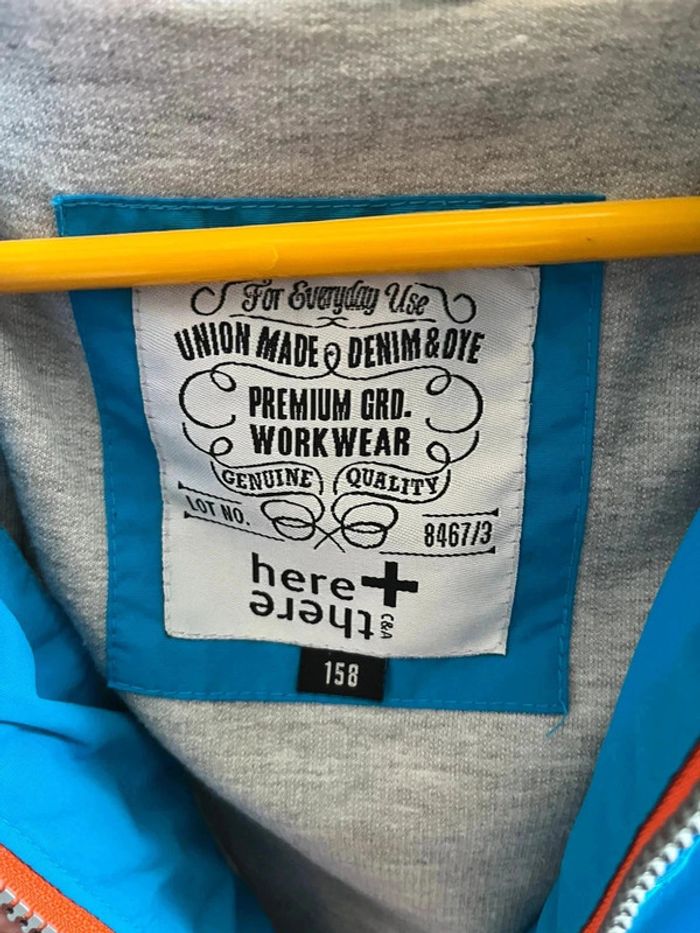 For Everyday Use
UNION MADE & DENIM & DYE
PREMIUM GRD.
WORKWEAR
GENUINE QUALITY
LOT NO. 8467/3
here +
there C&A
158